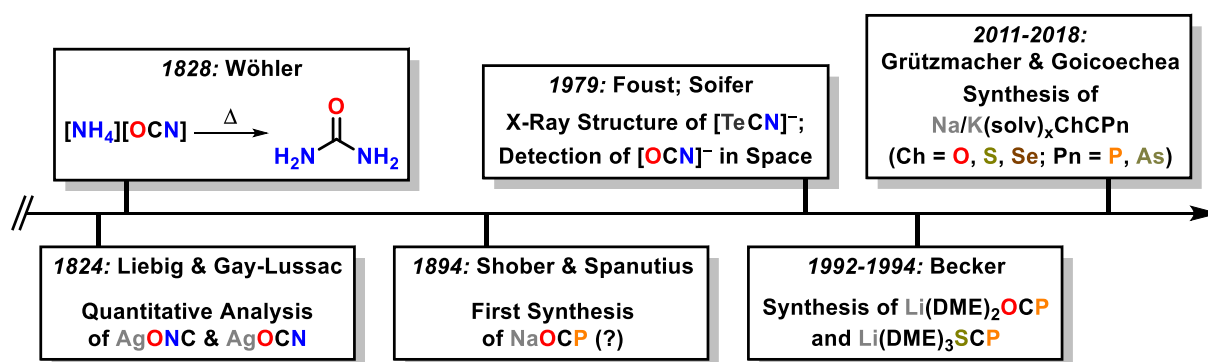 1828: Wöhler
[NH4][OCN]
Δ
O
H2N
NH2
1979: Foust; Soifer
X-Ray Structure of [TeCN]⁻;
Detection of [OCN]⁻ in Space
2011-2018:
Grützmacher & Goicoechea
Synthesis of
Na/K(solv)xChCPn
(Ch = O, S, Se; Pn = P, As)
1824: Liebig & Gay-Lussac
Quantitative Analysis
of AgONC & AgOCN
1894: Shober & Spanutius
First Synthesis
of NaOCP (?)
1992-1994: Becker
Synthesis of Li(DME)2OCP
and Li(DME)3SCP